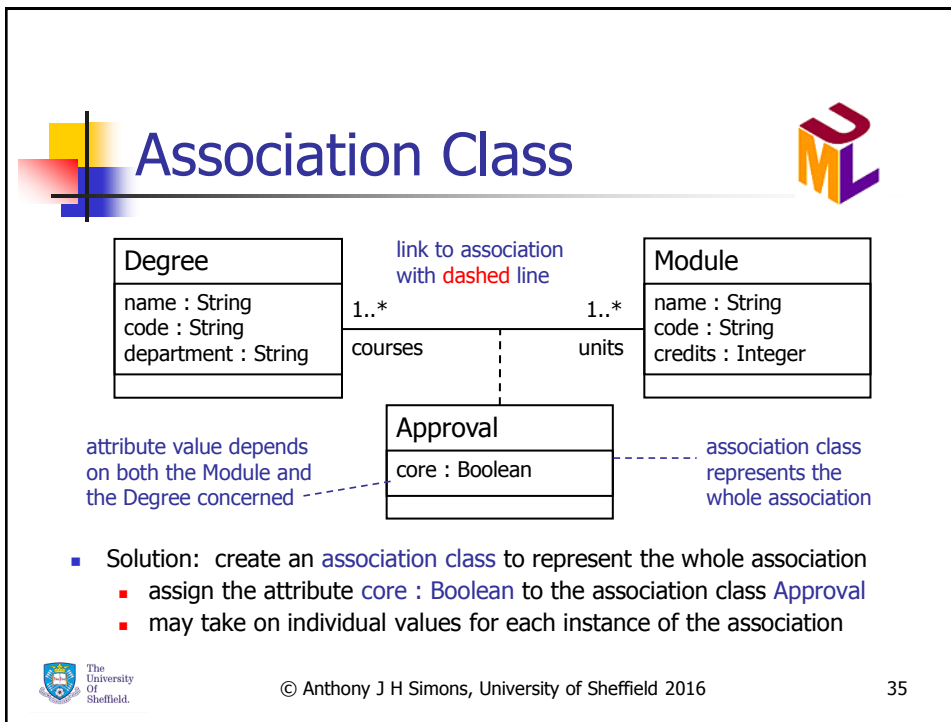 Association Class
UML
Degree
name : String
code : String
department : String
link to association
with dashed line
1..*
1..*
courses
units
Module
name : String
code : String
credits : Integer
Approval
core : Boolean
attribute value depends
on both the Module and
the Degree concerned
association class
represents the
whole association
Solution: create an association class to represent the whole association
assign the attribute core : Boolean to the association class Approval
may take on individual values for each instance of the association
The
University
Of
Sheffield.
© Anthony J H Simons, University of Sheffield 2016
35